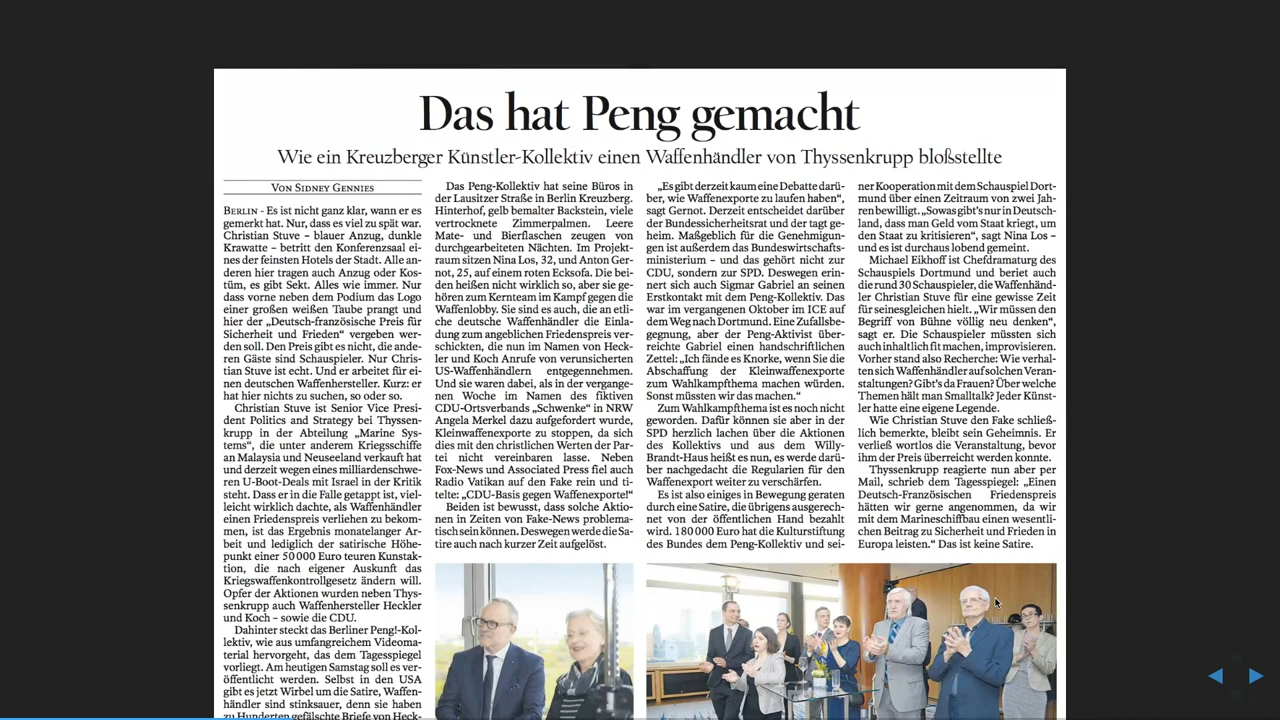 Das hat Peng gemacht
Wie ein Kreuzberger Künstler-Kollektiv einen Waffenhändler von Thyssenkrupp bloßstellte
Von Sidney Gennies
Berlin - Es ist nicht ganz klar, wann er es
gemerkt hat. Nur, dass es viel zu spät war.
Christian Stuve – blauer Anzug, dunkle
Krawatte – betritt den Konferenzsaal ei-
nes der feinsten Hotels der Stadt. Alle an-
deren hier tragen auch Anzug oder Kos-
tüm, es gibt Sekt. Alles wie immer. Nur
dass vorne neben dem Podium das Logo
einer großen weißen Taube prangt und
hier der „Deutsch-französische Preis für
Sicherheit und Frieden“ vergeben wer-
den soll. Den Preis gibt es nicht, die ande-
ren Gäste sind Schauspieler. Nur Chris-
tian Stuve ist echt. Und er arbeitet für ei-
nen deutschen Waffenhersteller. Kurz: er
hat hier nichts zu suchen, so oder so.
Christian Stuve ist Senior Vice Presi-
dent Politics and Strategy bei Thyssen-
krupp in der Abteilung „Marine Sys-
tems“, die unter anderem Kriegsschiffe
an Malaysia und Neuseeland verkauft hat
und derzeit wegen eines milliardenschwe-
ren U-Boot-Deals mit Israel in der Kritik
steht. Dass er in die Falle getappt ist, viel-
leicht wirklich dachte, als Waffenhändler
einen Friedenspreis verliehen zu bekom-
men, ist das Ergebnis monatelanger Ar-
beit und lediglich der satirische Höhe-
punkt einer 50 000 Euro teuren Kunstak-
tion, die nach eigener Auskunft das
Kriegswaffenkontrollgesetz ändern will.
Opfer der Aktionen wurden neben Thys-
senkrupp auch Waffenhersteller Heckler
und Koch – sowie die CDU.
Dahinter steckt das Berliner Peng!-Kol-
lektiv, wie aus umfangreichem Videoma-
terial hervorgeht, das dem Tagesspiegel
vorliegt. Am heutigen Samstag soll es ver-
öffentlicht werden. Selbst in den USA
gibt es jetzt Wirbel um die Satire, Waffen-
händler sind stinksauer, denn sie haben
zu Hunderten gefälschte Briefe von Heck-
Das Peng-Kollektiv hat seine Büros in
der Lausitzer Straße in Berlin Kreuzberg.
Hinterhof, gelb bemalter Backstein, viele
vertrocknete Zimmerpalmen. Leere
Mate- und Bierflaschen zeugen von
durchgearbeiteten Nächten. Im Projekt-
raum sitzen Nina Los, 32, und Anton Ger-
not, 25, auf einem roten Ecksofa. Die bei-
den heißen nicht wirklich so, aber sie ge-
hören zum Kernteam im Kampf gegen die
Waffenlobby. Sie sind es auch, die an etli-
che deutsche Waffenhändler die Einla-
dung zum angeblichen Friedenspreis ver-
schickten, die nun im Namen von Heck-
ler und Koch Anrufe von verunsicherten
US-Waffenhändlern entgegennehmen.
Und sie waren dabei, als in der vergange-
nen Woche im Namen des fiktiven
CDU-Ortsverbands „Schwenke“ in NRW
Angela Merkel dazu aufgefordert wurde,
Kleinwaffenexporte zu stoppen, da sich
dies mit den christlichen Werten der Par-
tei nicht vereinbaren lasse. Neben
Fox-News und Associated Press fiel auch
Radio Vatikan auf den Fake rein und ti-
telte: „CDU-Basis gegen Waffenexporte!“
Beiden ist bewusst, dass solche Aktio-
nen in Zeiten von Fake-News problema-
tisch sein können. Deswegen werde die Sa-
tire auch nach kurzer Zeit aufgelöst.
„Es gibt derzeit kaum eine Debatte darü-
ber, wie Waffenexporte zu laufen haben“,
sagt Gernot. Derzeit entscheidet darüber
der Bundessicherheitsrat und der tagt ge-
heim. Maßgeblich für die Genehmigun-
gen ist außerdem das Bundeswirtschafts-
ministerium – und das gehört nicht zur
CDU, sondern zur SPD. Deswegen erin-
nert sich auch Sigmar Gabriel an seinen
Erstkontakt mit dem Peng-Kollektiv. Das
war im vergangenen Oktober im ICE auf
dem Weg nach Dortmund. Eine Zufallsbe-
gegnung, aber der Peng-Aktivist über-
reichte Gabriel einen handschriftlichen
Zettel: „Ich fände es Knorke, wenn Sie die
Abschaffung der Kleinwaffenexporte
zum Wahlkampfthema machen würden.
Sonst müssten wir das machen.“
Zum Wahlkampfthema ist es noch nicht
geworden. Dafür können sie aber in der
SPD herzlich lachen über die Aktionen
des Kollektivs und aus dem Willy-
Brandt-Haus heißt es nun, es werde darü-
ber nachgedacht die Regularien für den
Waffenexport weiter zu verschärfen.
Es ist also einiges in Bewegung geraten
durch eine Satire, die übrigens ausgerech-
net von der öffentlichen Hand bezahlt
wird. 180 000 Euro hat die Kulturstiftung
des Bundes dem Peng-Kollektiv und sei-
ner Kooperation mit dem Schauspiel Dort-
mund über einen Zeitraum von zwei Jah-
ren bewilligt. „Sowas gibt’s nur in Deutsch-
land, dass man Geld vom Staat kriegt, um
den Staat zu kritisieren“, sagt Nina Los –
und es ist durchaus lobend gemeint.
Michael Eikhoff ist Chefdramaturg des
Schauspiels Dortmund und beriet auch
die rund 30 Schauspieler, die Waffenhänd-
ler Christian Stuve für eine gewisse Zeit
für seinesgleichen hielt. „Wir müssen den
Begriff von Bühne völlig neu denken“,
sagt er. Die Schauspieler müssten sich
auch inhaltlich fit machen, improvisieren.
Vorher stand also Recherche: Wie verhal-
ten sich Waffenhändler auf solchen Veran-
staltungen? Gibt’s da Frauen? Über welche
Themen hält man Smalltalk? Jeder Künst-
ler hatte eine eigene Legende.
Wie Christian Stuve den Fake schließ-
lich bemerkte, bleibt sein Geheimnis. Er
verließ wortlos die Veranstaltung, bevor
ihm der Preis überreicht werden konnte.
Thyssenkrupp reagierte nun aber per
Mail, schrieb dem Tagesspiegel: „Einen
Deutsch-Französischen Friedenspreis
hätten wir gerne angenommen, da wir
mit dem Marineschiffbau einen wesentli-
chen Beitrag zu Sicherheit und Frieden in
Europa leisten.“ Das ist keine Satire.